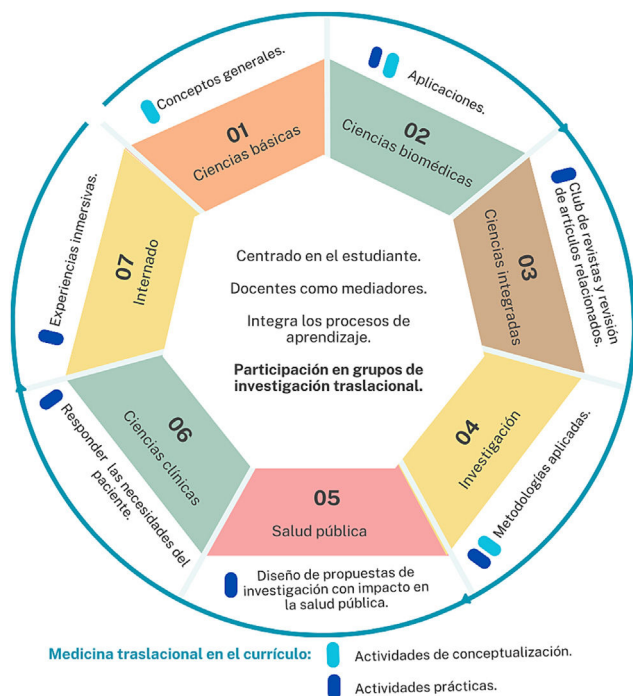 01
Ciencias básicas
Conceptos generales.
02
Ciencias biomédicas
Aplicaciones.
03
Ciencias integradas
Club de revistas y revisión
de artículos relacionados.
04
Investigación
Metodologías aplicadas.
05
Salud pública
Diseño de propuestas de
investigación con impacto en
la salud pública.
06
Ciencias clínicas
Responder las necesidades del
paciente.
07
Internado
Experiencias inmersivas.
Centrado en el estudiante.
Docentes como mediadores.
Integra los procesos de
aprendizaje.
Participación en grupos de
investigación traslacional.
Medicina traslacional en el currículo:
Actividades de conceptualización.
Actividades prácticas.